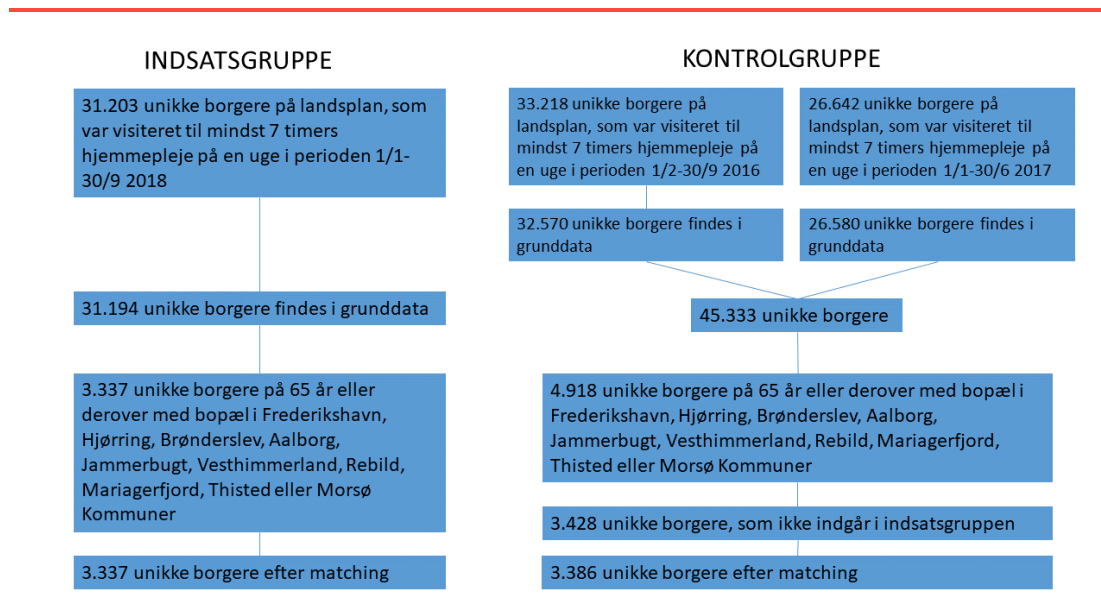 INDSATSGRUPPE
31.203 unikke borgere på landsplan, som
var visiteret til mindst 7 timers
hjemmepleje på en uge i perioden 1/1-
30/9 2018
31.194 unikke borgere findes i grunddata
3.337 unikke borgere på 65 år eller
derover med bopæl i Frederikshavn,
Hjørring, Brønderslev, Aalborg,
Jammerbugt, Vesthimmerland, Rebild,
Mariagerfjord, Thisted eller Morsø
Kommuner
3.337 unikke borgere efter matching
KONTROLGRUPPE
33.218 unikke borgere på
landsplan, som var visiteret til
mindst 7 timers hjemmepleje på
en uge i perioden 1/2-30/9 2016
26.642 unikke borgere på
landsplan, som var visiteret til
mindst 7 timers hjemmepleje på
en uge i perioden 1/1-30/6 2017
32.570 unikke borgere findes i
grunddata
26.580 unikke borgere findes i
grunddata
45.333 unikke borgere
4.918 unikke borgere på 65 år eller derover med bopæl i
Frederikshavn, Hjørring, Brønderslev, Aalborg,
Jammerbugt, Vesthimmerland, Rebild, Mariagerfjord,
Thisted eller Morsø Kommuner
3.428 unikke borgere, som ikke indgår i indsatsgruppen
3.386 unikke borgere efter matching